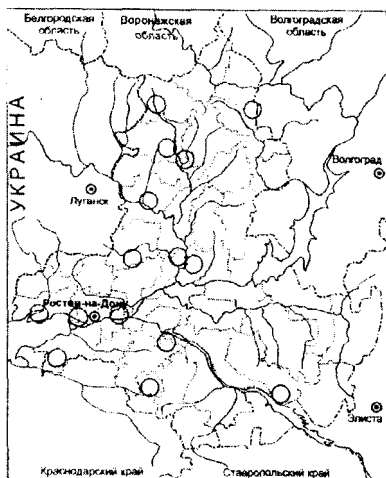 Белгородская
область
Воронежская
область
Волгоградская
область
УКРАИНА
Волгоград
Луганск
Ростов-на-Дону
Элиста
Краснодарский край
Ставропольский край